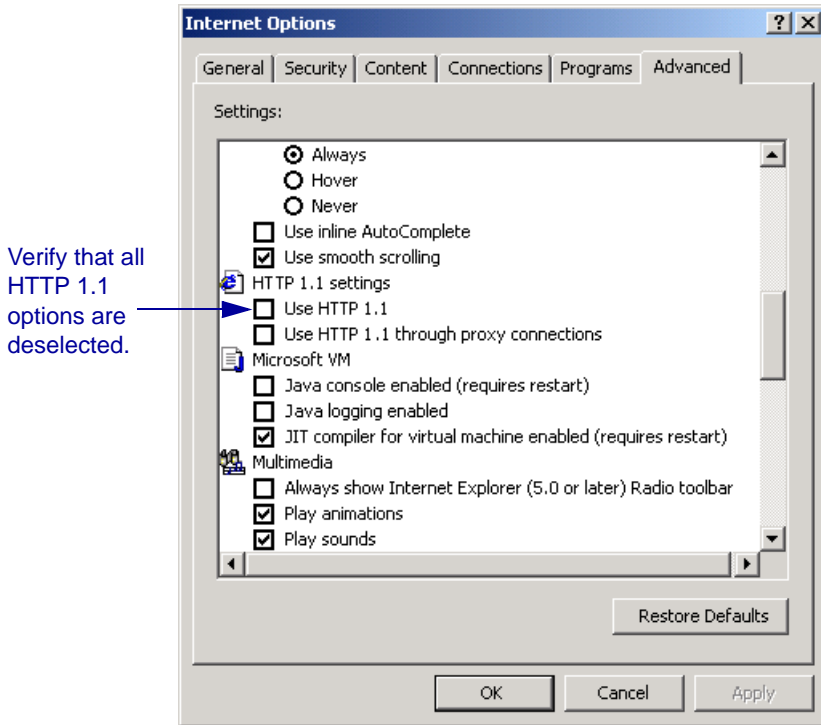 Internet Options
General Security Content Connections Programs Advanced
Settings:
Always
Hover
Never
Use inline AutoComplete
Use smooth scrolling
HTTP 1.1 settings
Use HTTP 1.1
Use HTTP 1.1 through proxy connections
Microsoft VM
Java console enabled (requires restart)
Java logging enabled
JIT compiler for virtual machine enabled (requires restart)
Multimedia
Always show Internet Explorer (5.0 or later) Radio toolbar
Play animations
Play sounds
Restore Defaults
OK Cancel Apply
Verify that all
HTTP 1.1
options are
deselected.